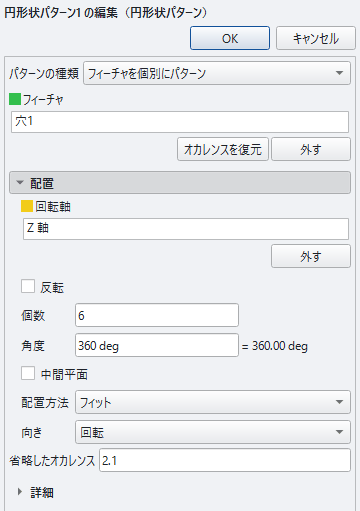 円形状パターン1 の編集（円形状パターン）
OK キャンセル
パターンの種類 フィーチャを個別にパターン
フィーチャ
穴1
オカレンスを復元 外す
配置
回転軸
Z 軸
外す
反転
個数 6
角度 360 deg = 360.00 deg
中間平面
配置方法 フィット
向き 回転
省略したオカレンス 2.1
詳細